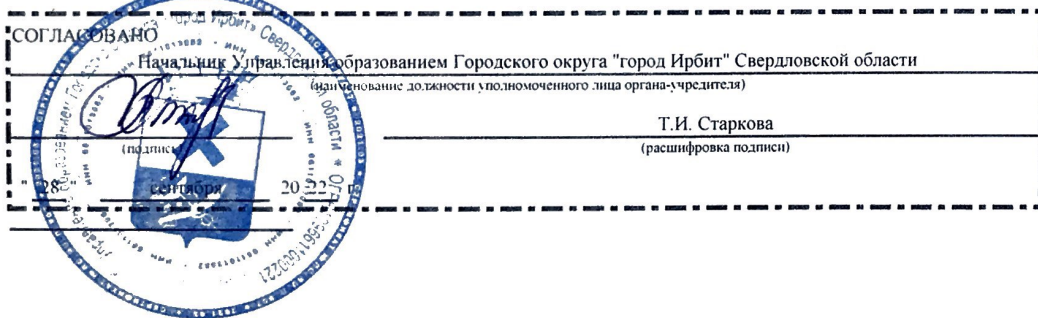 СОГЛАСОВАНО
Начальник Управления образованием Городского округа "город Ирбит" Свердловской области
(наименование должности уполномоченного лица органа-учредителя)
Т.И. Старкова
(подпись) (расшифровка подписи)
" 28 " сентября 20 22 г.